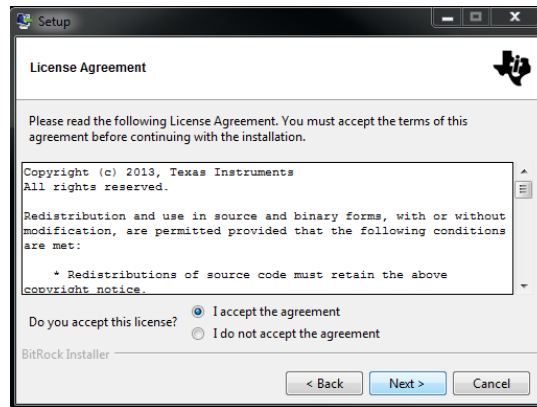 Setup
License Agreement
Please read the following License Agreement. You must accept the terms of this
agreement before continuing with the installation.
Copyright (c) 2013, Texas Instruments
All rights reserved.
Redistribution and use in source and binary forms, with or without
modification, are permitted provided that the following conditions
are met:
* Redistributions of source code must retain the above
copyright notice.
Do you accept this license?
I accept the agreement
I do not accept the agreement
BitRock Installer
< Back
Next >
Cancel